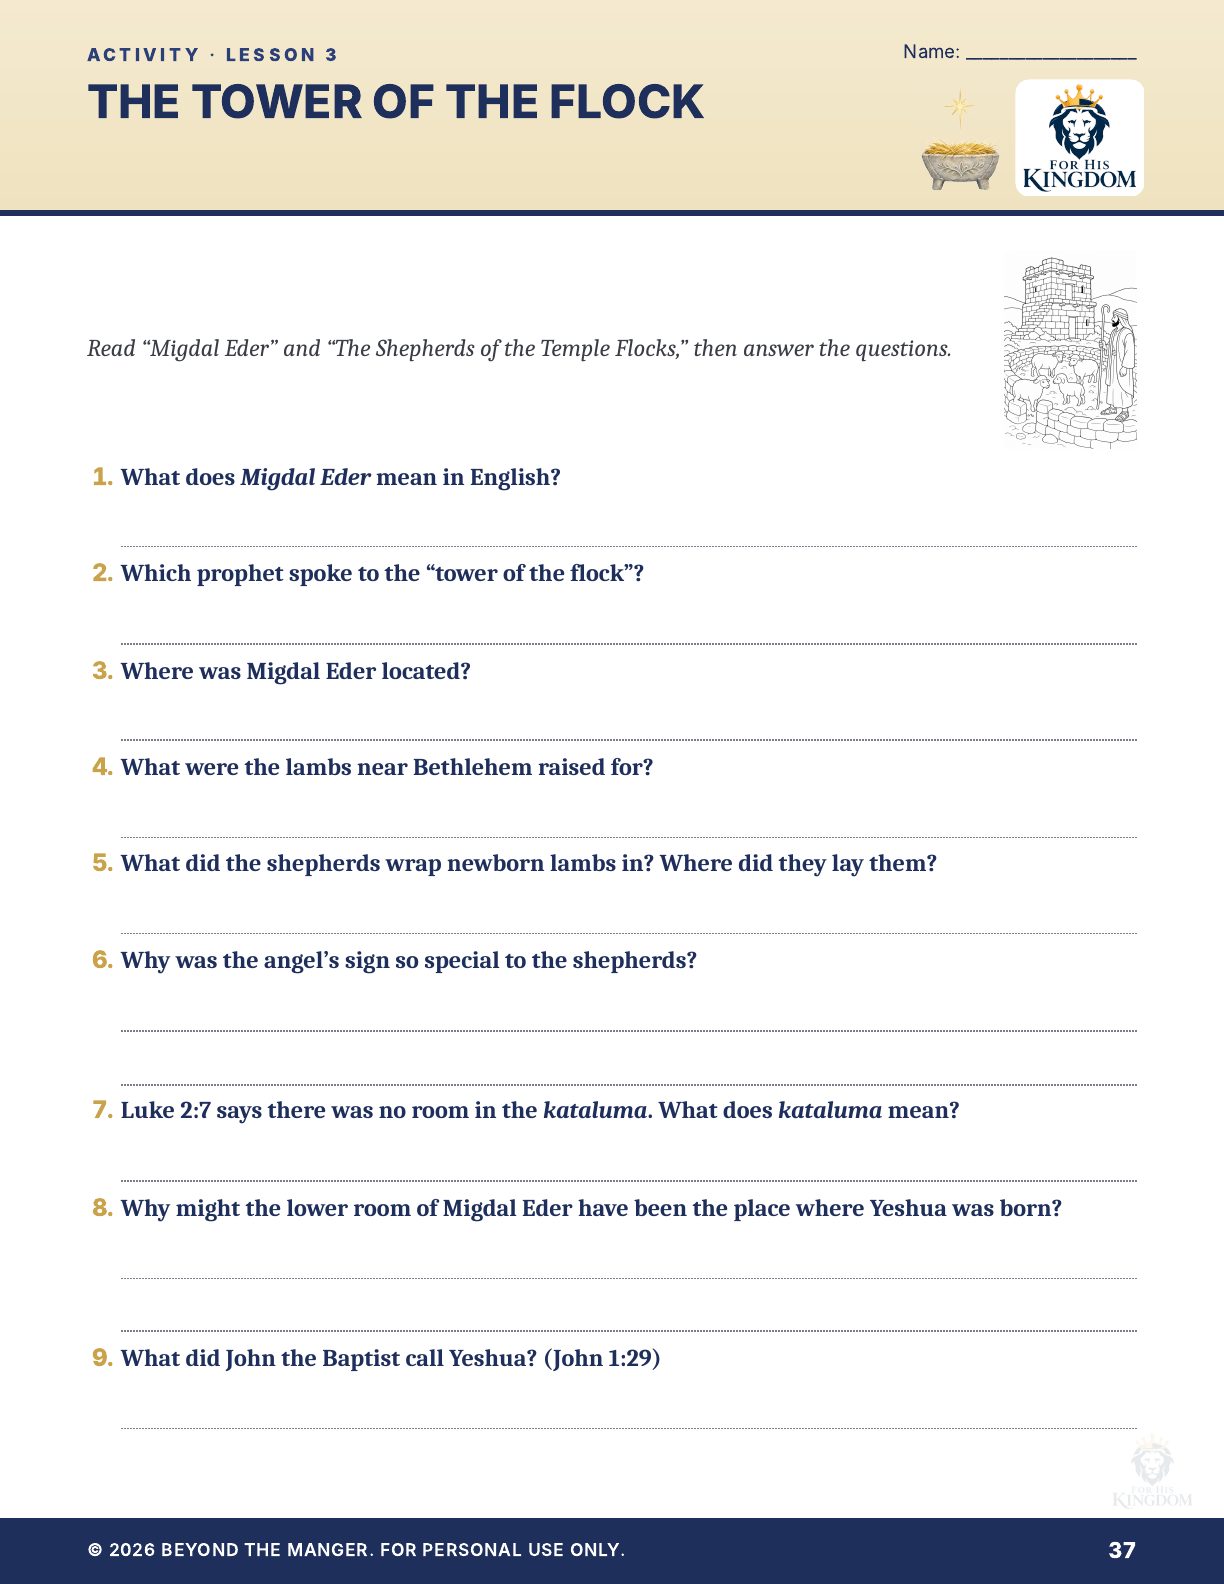 ACTIVITY · LESSON 3
THE TOWER OF THE FLOCK
Name: ___________________
FOR HIS
KINGDOM
Read “Migdal Eder” and “The Shepherds of the Temple Flocks,” then answer the questions.
1. What does Migdal Eder mean in English?
2. Which prophet spoke to the “tower of the flock”?
3. Where was Migdal Eder located?
4. What were the lambs near Bethlehem raised for?
5. What did the shepherds wrap newborn lambs in? Where did they lay them?
6. Why was the angel’s sign so special to the shepherds?
7. Luke 2:7 says there was no room in the kataluma. What does kataluma mean?
8. Why might the lower room of Migdal Eder have been the place where Yeshua was born?
9. What did John the Baptist call Yeshua? (John 1:29)
FOR HIS
KINGDOM
© 2026 BEYOND THE MANGER. FOR PERSONAL USE ONLY.
37